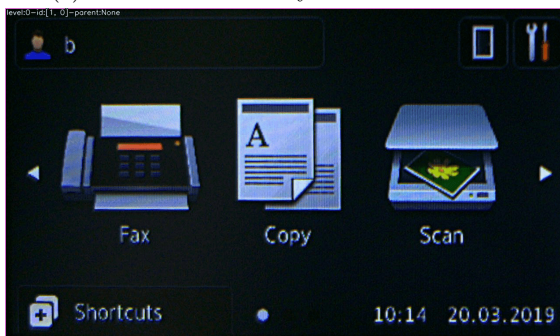 level:0-id:[1, 0]-parent:None
b
A
Fax Copy Scan
Shortcuts 10:14 20.03.2019